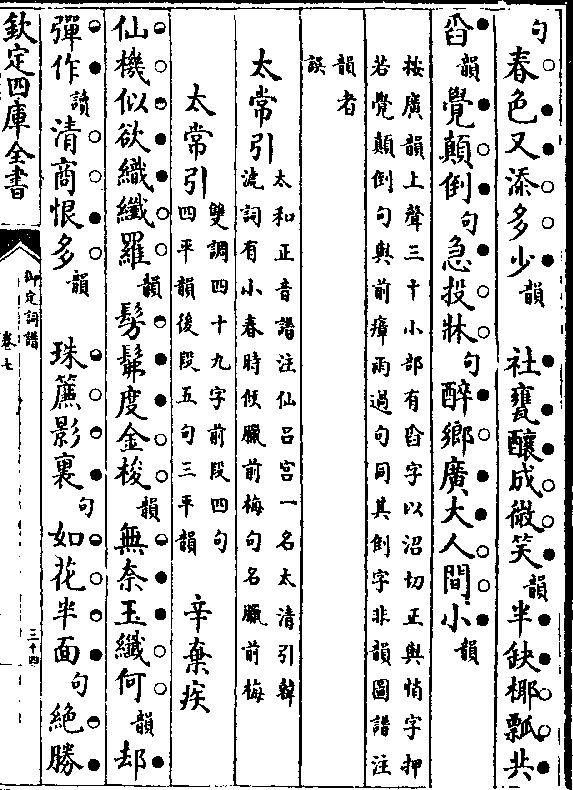 句春色又添多少韻　社甕釀成微笑韻半缺椰瓢共
舀韻覺顛倒句急投牀句醉鄉廣大人間小韻
按廣韻上聲三十小部有舀字以沼切正與悄字押
若覺顛倒句與前瘴雨過句同其倒字非韻圖譜注
韻者
誤
太常引
太和正音譜注仙吕宫一名太清引韓
淲詞有小春時候臘前梅句名臘前梅
太常引
雙調四十九字前段四句
四平韻後段五句三平韻
辛棄疾
仙機似欲織纖羅韻髣髴度金梭韻無奈玉纖何韻却
彈作讀清商恨多韻　珠簾影裏句如花半面句絶勝
欽定四庫全書
御定詞譜
卷七
三十四